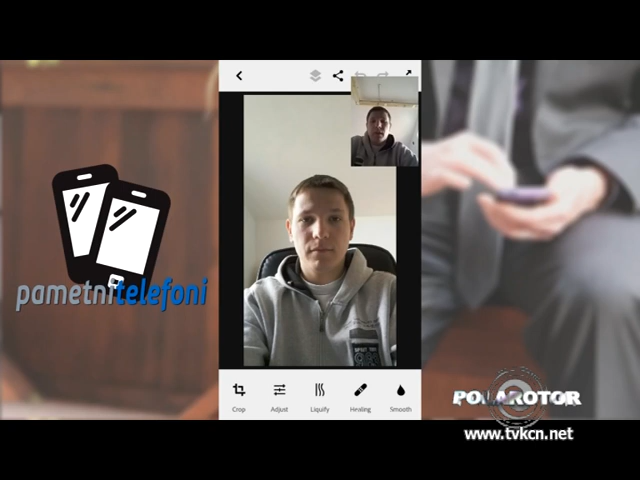 pametnitelefoni
Crop
Adjust
Liquify
Healing
Smooth
POLAROTOR
www.tvkcn.net